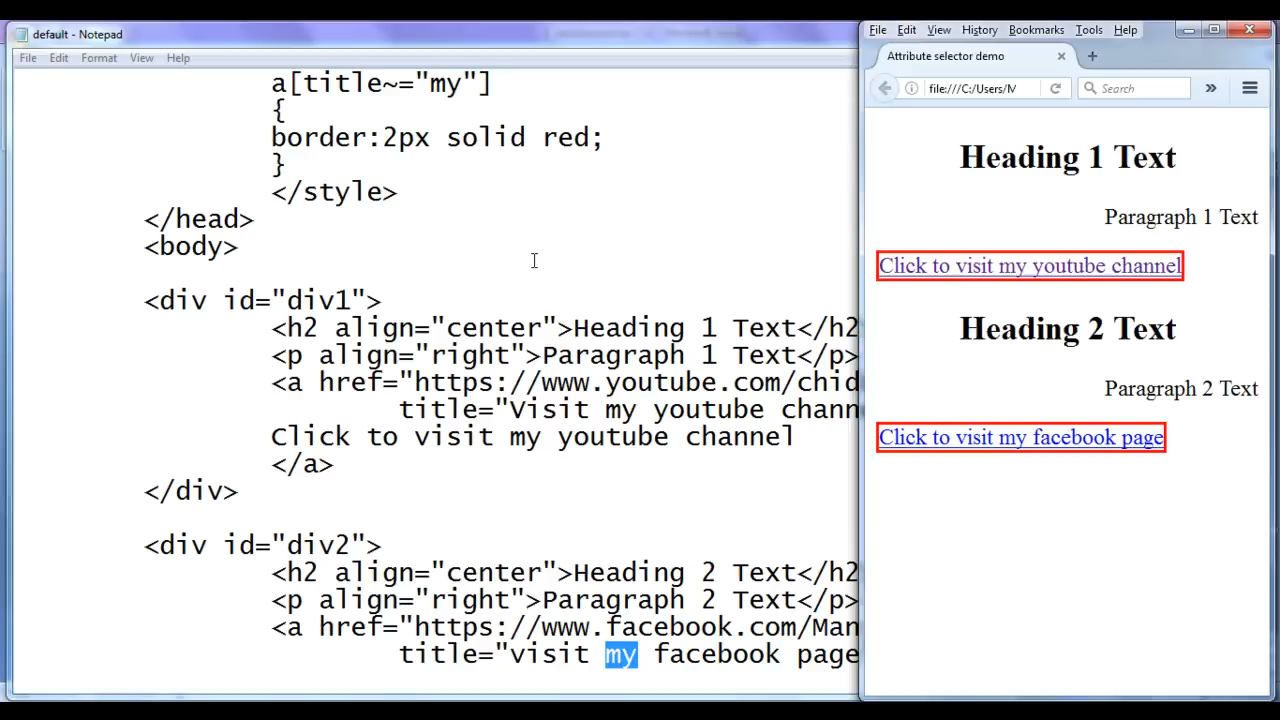 default - Notepad
File Edit Format View Help
a[title~="my"]
{
border:2px solid red;
}
</style>
</head>
<body>
<div id="div1">
<h2 align="center">Heading 1 Text</h2
<p align="right">Paragraph 1 Text</p>
<a href="https://www.youtube.com/chid
title="Visit my youtube chann
Click to visit my youtube channel
</a>
</div>
<div id="div2">
<h2 align="center">Heading 2 Text</h2
<p align="right">Paragraph 2 Text</p>
<a href="https://www.facebook.com/Man
title="visit my facebook page
File Edit View History Bookmarks Tools Help
Attribute selector demo
file:///C:/Users/M
Search
Heading 1 Text
Paragraph 1 Text
Click to visit my youtube channel
Heading 2 Text
Paragraph 2 Text
Click to visit my facebook page